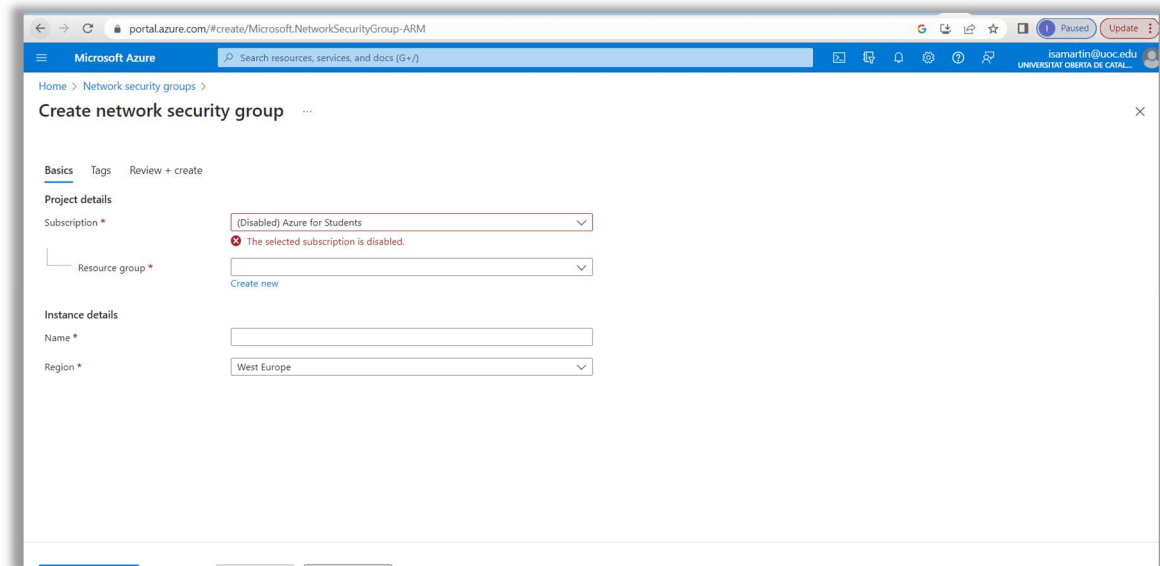 portal.azure.com/#create/Microsoft.NetworkSecurityGroup-ARM
G
I Paused
Update
Microsoft Azure
Search resources, services, and docs (G+/)
isamartin@uoc.edu
UNIVERSITAT OBERTA DE CATAL...
Home > Network security groups >
Create network security group ...
Basics Tags Review + create
Project details
Subscription *
(Disabled) Azure for Students
The selected subscription is disabled.
Resource group *
Create new
Instance details
Name *
Region *
West Europe